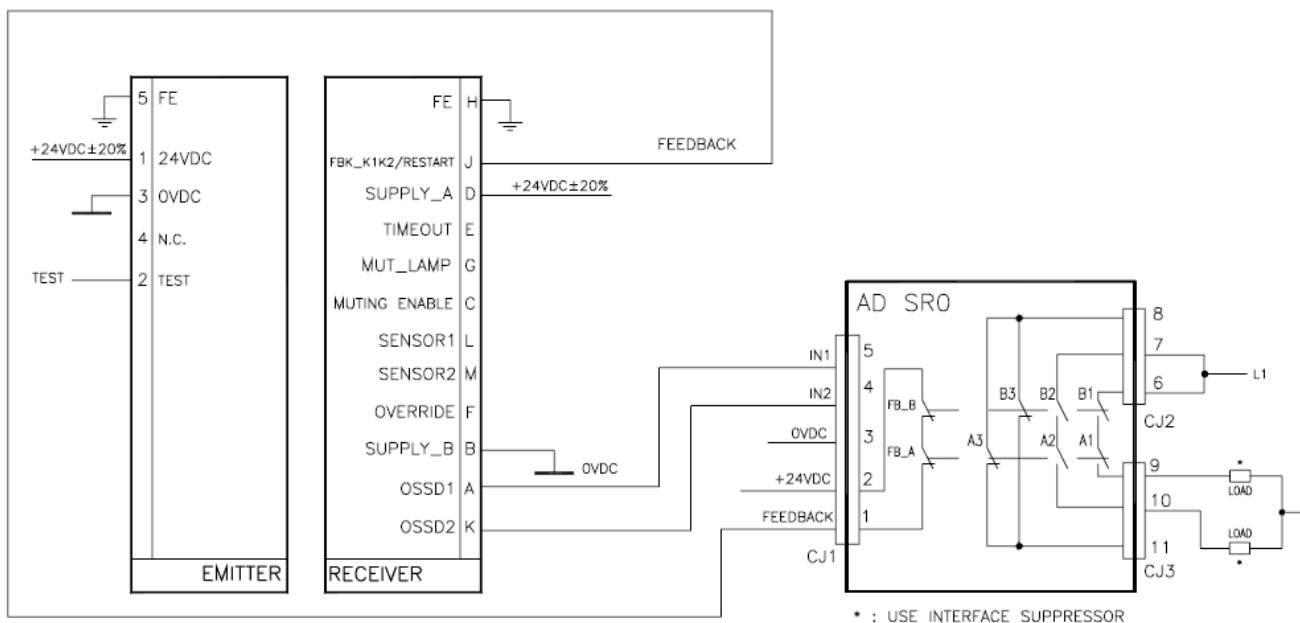 5 FE
+24VDC±20%
1 24VDC
3 0VDC
4 N.C.
TEST
2 TEST
EMITTER
FE H
FBK_K1K2/RESTART J
FEEDBACK
SUPPLY_A D
+24VDC±20%
TIMEOUT E
MUT_LAMP G
MUTING ENABLE C
SENSOR1 L
SENSOR2 M
OVERRIDE F
SUPPLY_B B
0VDC
OSSD1 A
OSSD2 K
RECEIVER
AD SR0
IN1
5
IN2
4
0VDC
3
+24VDC
2
FEEDBACK
1
CJ1
FB_B
FB_A
B3 B2 B1
A3 A2 A1
8
7
6
L1
CJ2
9
*
LOAD
10
LOAD
*
11
CJ3
* : USE INTERFACE SUPPRESSOR